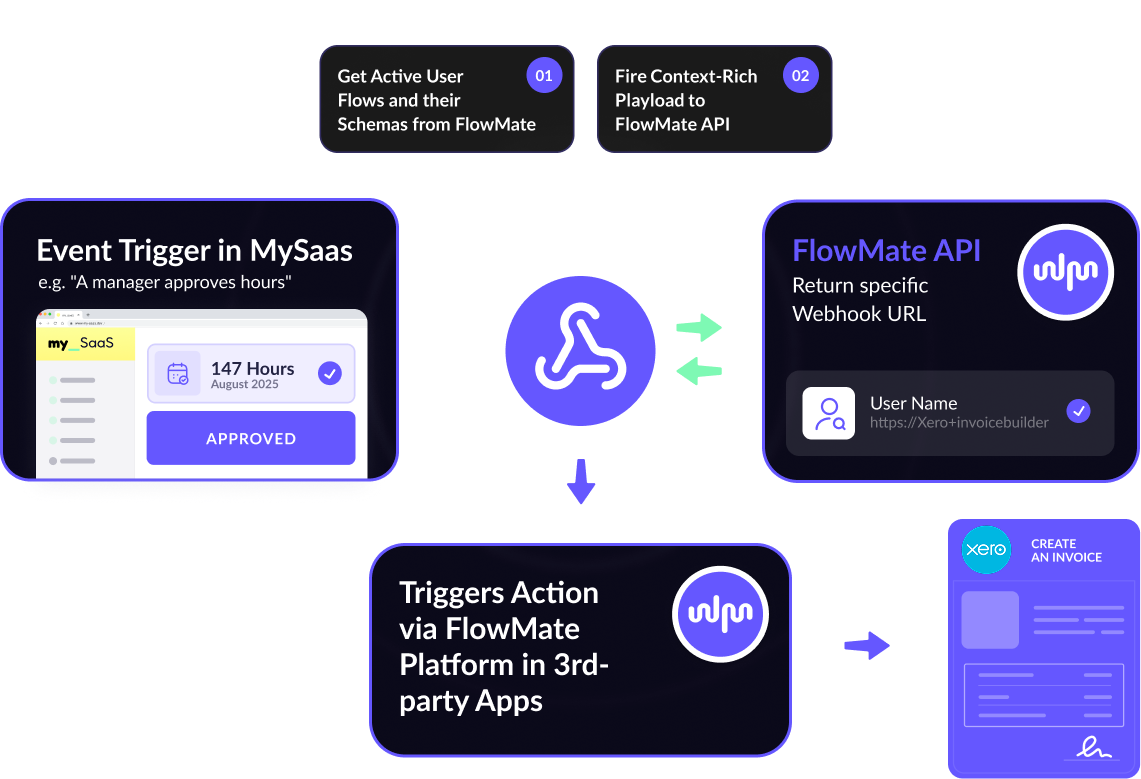 Get Active User
Flows and their
Schemas from FlowMate
01
Fire Context-Rich
Playload to
FlowMate API
02
Event Trigger in MySaas
e.g. "A manager approves hours"
my_SaaS
147 Hours
August 2025
APPROVED
FlowMate API
Return specific
Webhook URL
User Name
https://Xero+invoicebuilder
Triggers Action
via FlowMate
Platform in 3rd-
party Apps
xero
CREATE
AN INVOICE